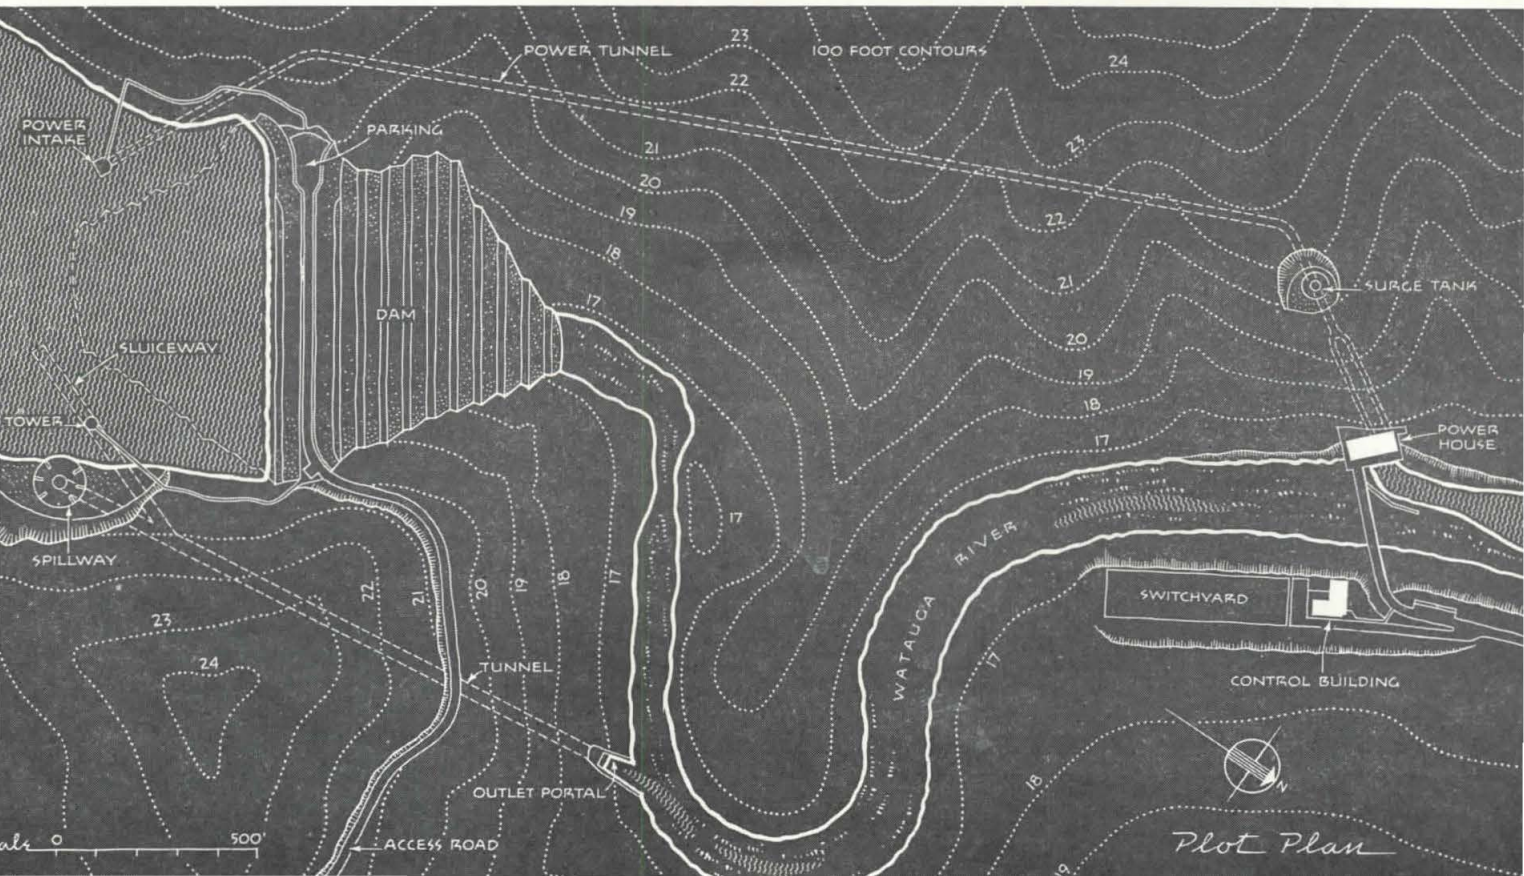 POWER TUNNEL
23
100 FOOT CONTOURS
24
22
POWER
INTAKE
PARKING
21
23
20
19
22
18
21
SURGE TANK
17
DAM
20
SLUICEWAY
19
18
TOWER
17
POWER
HOUSE
17
SPILLWAY
WATAUGA RIVER
22
21
20
19
18
17
SWITCHYARD
23
24
TUNNEL
17
CONTROL BUILDING
18
OUTLET PORTAL
N
0
500'
ACCESS ROAD
Plot Plan
19